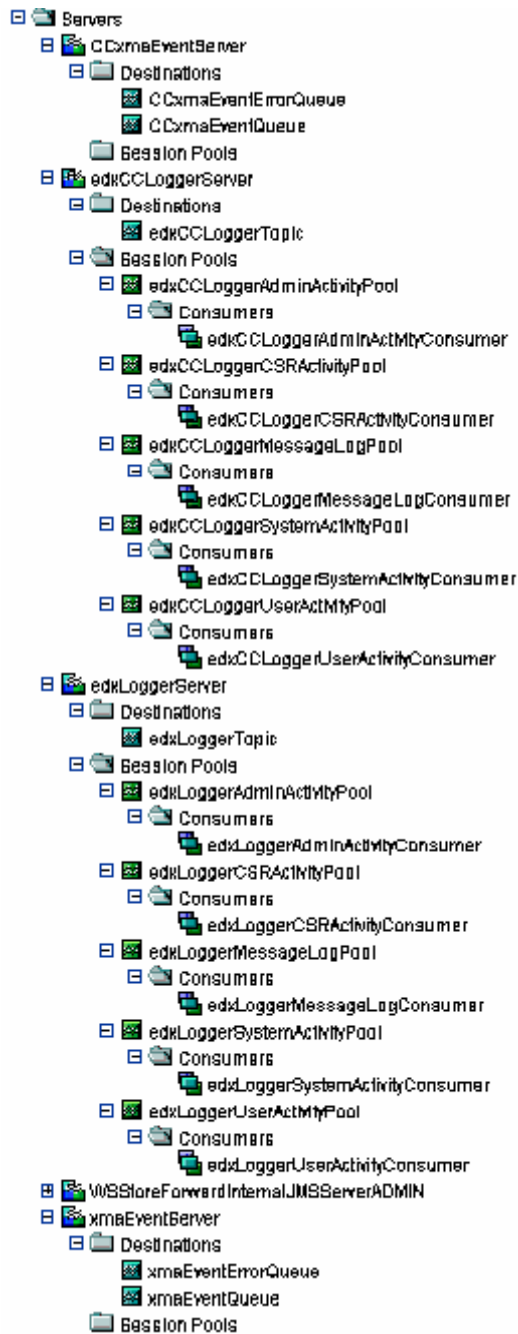 Servers
CCxmaEventServer
Destinations
CCxmaEventErrorQueue
CCxmaEventQueue
Session Pools
edxCCLoggerServer
Destinations
edxCCLoggerTopic
Session Pools
edxCCLoggerAdminActivityPool
Consumers
edxCCLoggerAdminActivityConsumer
edxCCLoggerCSRActivityPool
Consumers
edxCCLoggerCSRActivityConsumer
edxCCLoggerMessageLogPool
Consumers
edxCCLoggerMessageLogConsumer
edxCCLoggerSystemActivityPool
Consumers
edxCCLoggerSystemActivityConsumer
edxCCLoggerUserActivityPool
Consumers
edxCCLoggerUserActivityConsumer
edxLoggerServer
Destinations
edxLoggerTopic
Session Pools
edxLoggerAdminActivityPool
Consumers
edxLoggerAdminActivityConsumer
edxLoggerCSRActivityPool
Consumers
edxLoggerCSRActivityConsumer
edxLoggerMessageLogPool
Consumers
edxLoggerMessageLogConsumer
edxLoggerSystemActivityPool
Consumers
edxLoggerSystemActivityConsumer
edxLoggerUserActivityPool
Consumers
edxLoggerUserActivityConsumer
WSStoreForwardInternalJMSServerADMIN
xmaEventServer
Destinations
xmaEventErrorQueue
xmaEventQueue
Session Pools